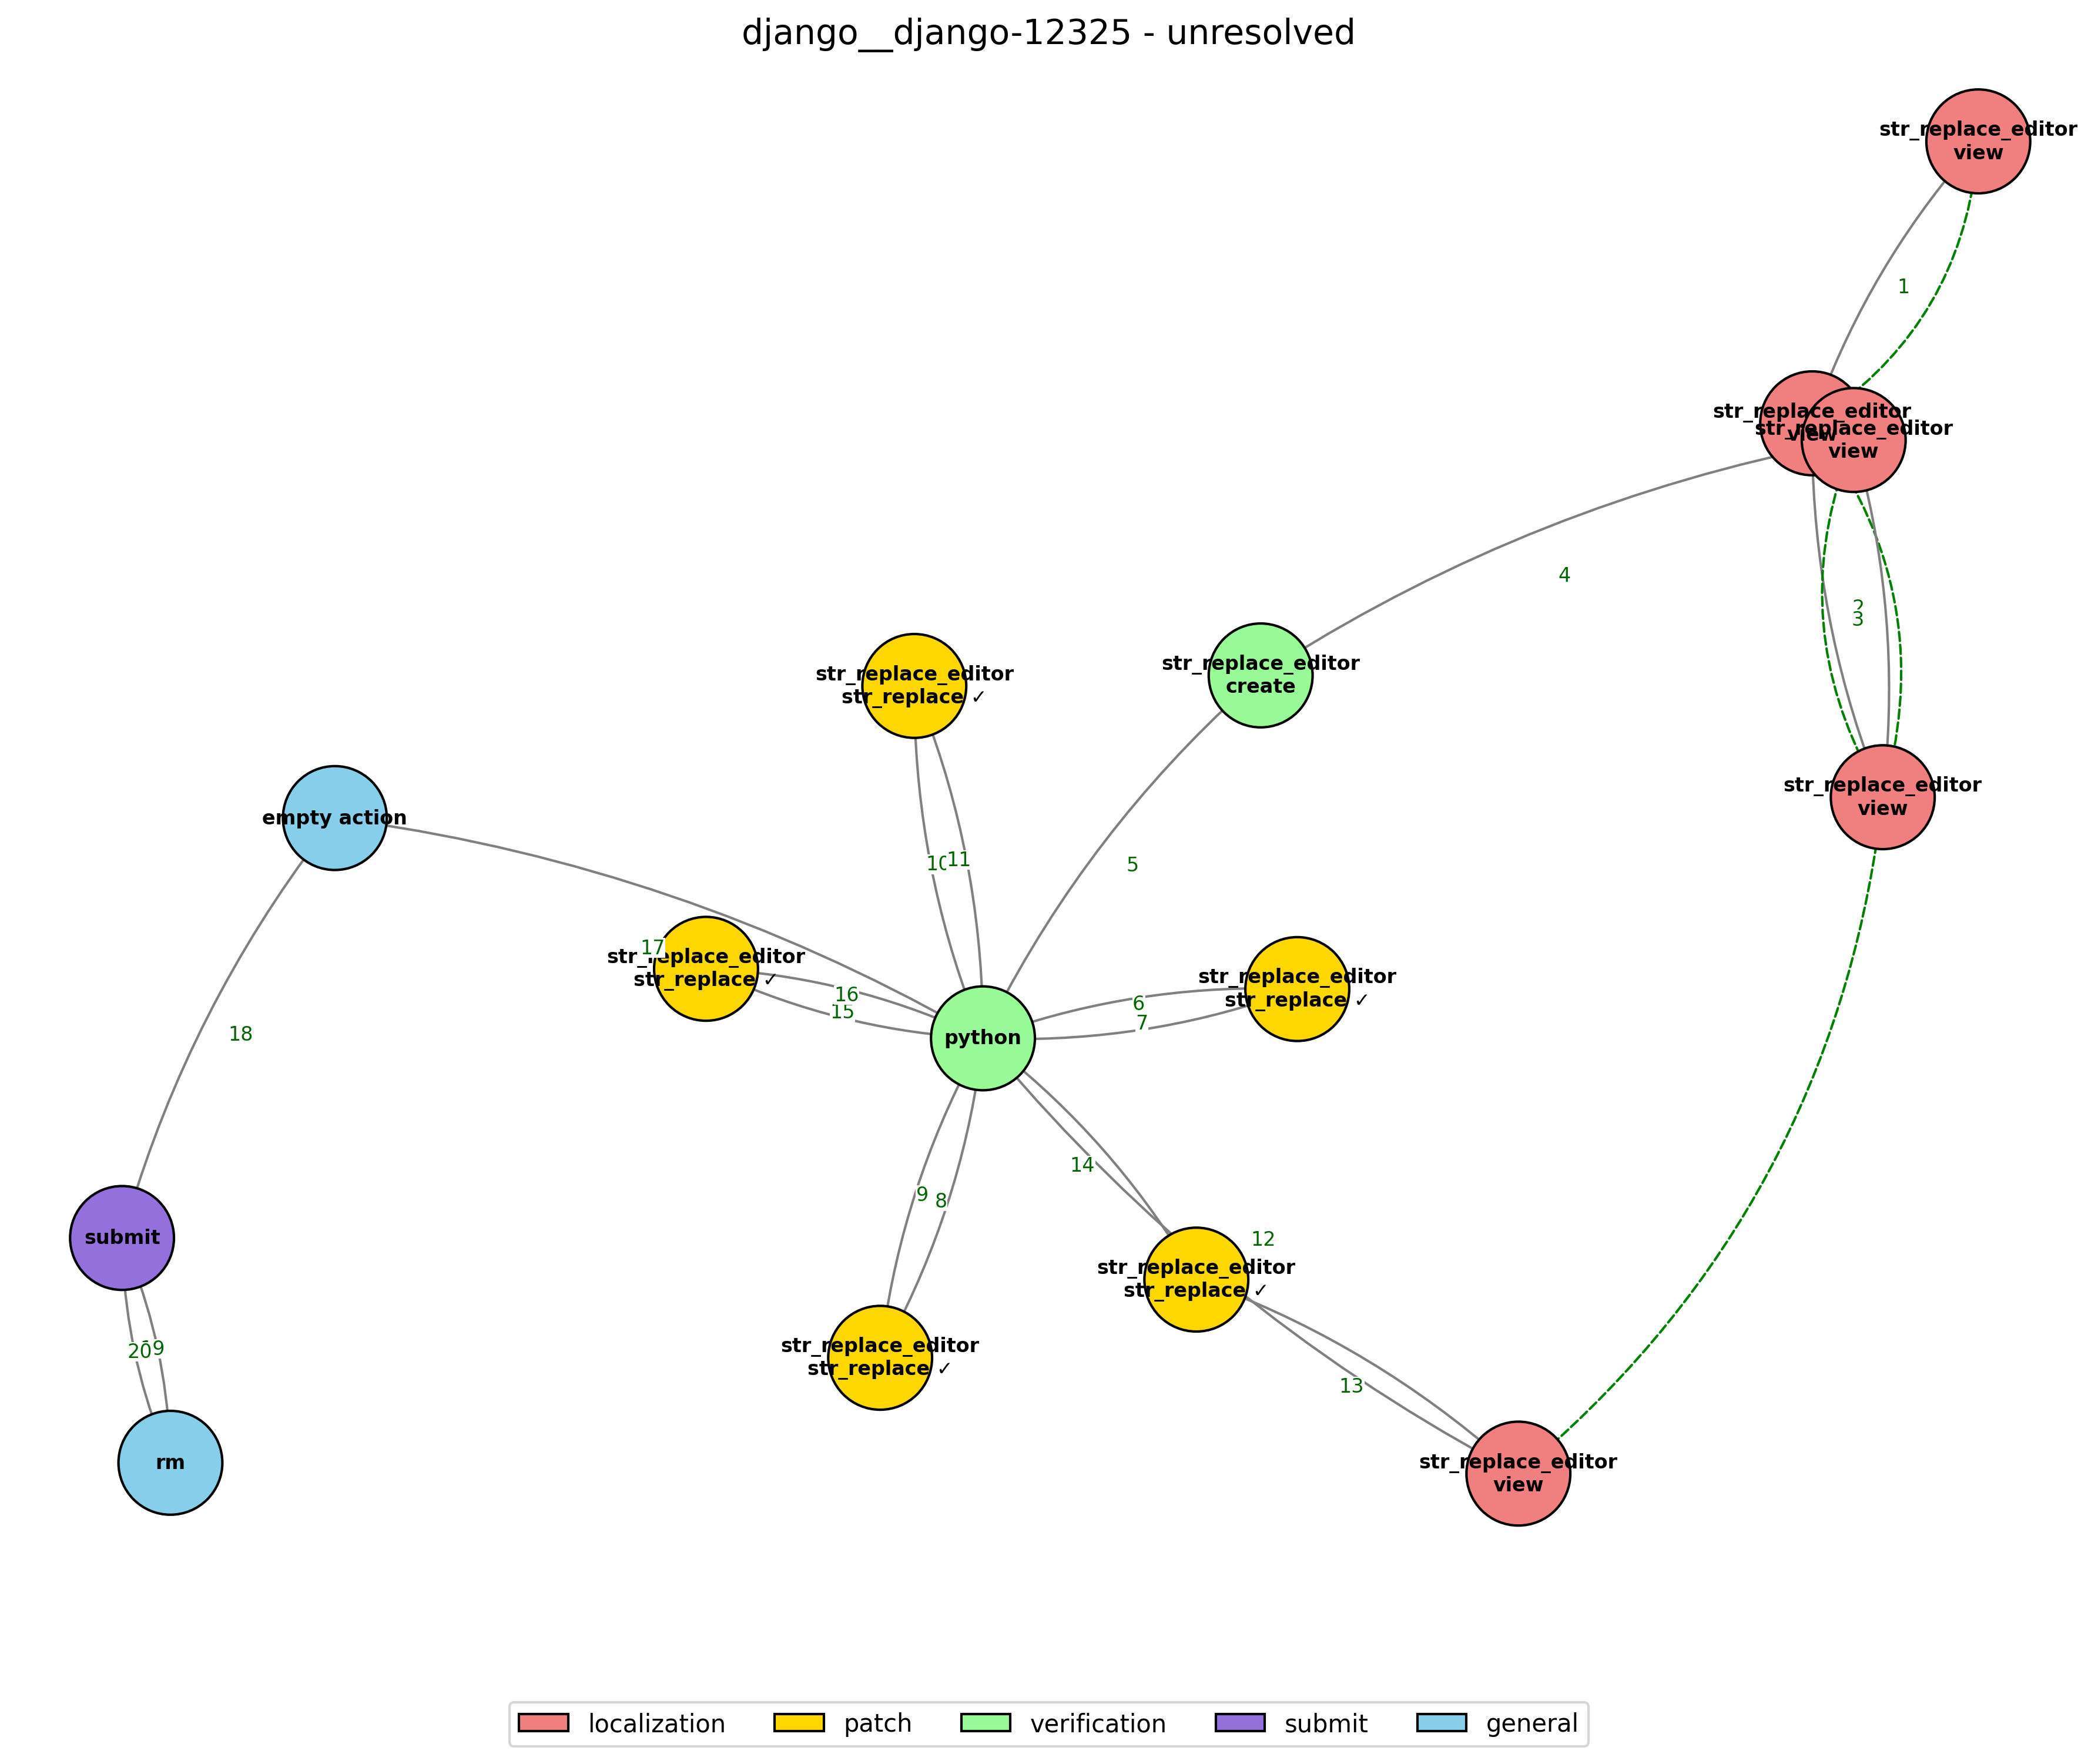 django__django-12325 - unresolved
str_replace_editor
view
1
str_replace_editor
view
str_replace_editor
view
4
2
3
str_replace_editor
create
str_replace_editor
str_replace ✓
str_replace_editor
view
empty action
10
11
5
17
str_replace_editor
str_replace ✓
16
15
str_replace_editor
str_replace ✓
6
7
python
18
14
9
8
12
submit
str_replace_editor
str_replace ✓
20
9
str_replace_editor
str_replace ✓
13
rm
str_replace_editor
view
localization
patch
verification
submit
general